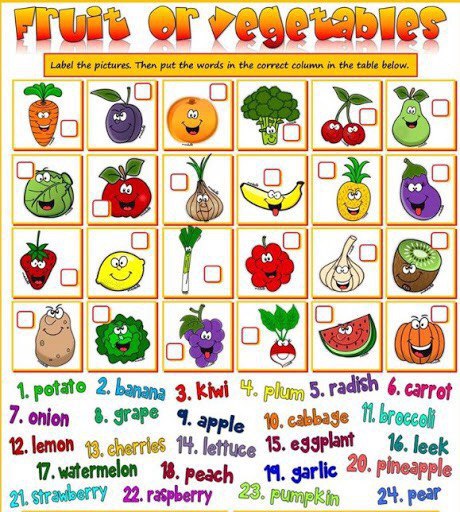 Fruit or Vegetables
Label the pictures. Then put the words in the correct column in the table below.
1. potato 2. banana 3. kiwi 4. plum 5. radish 6. carrot
7. onion 8. grape 9. apple 10. cabbage 11. broccoli
12. lemon 13. cherries 14. lettuce 15. eggplant 16. leek
17. watermelon 18. peach 19. garlic 20. pineapple
21. strawberry 22. raspberry 23. pumpkin 24. pear